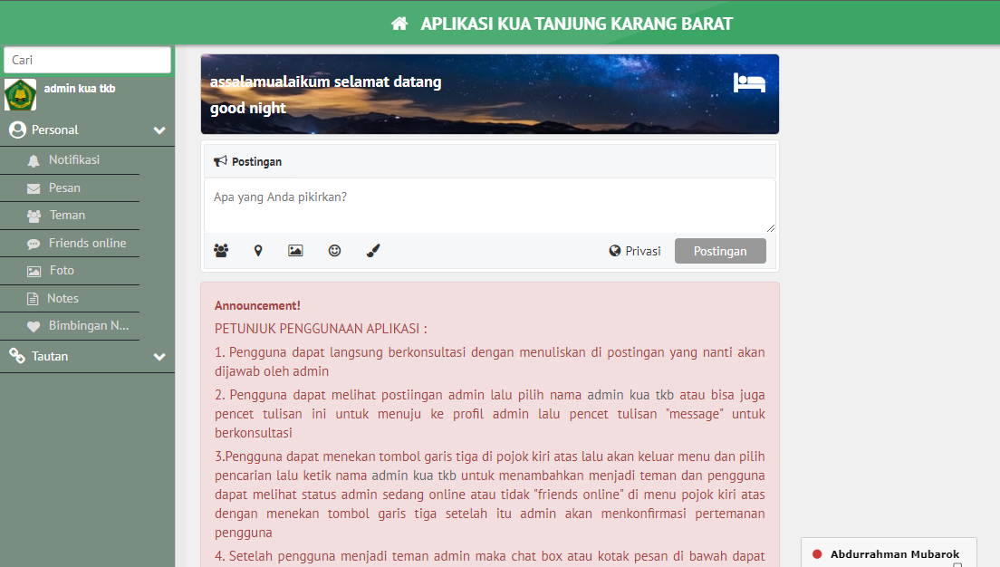 APLIKASI KUA TANJUNG KARANG BARAT
Cari
admin kua tkb
Personal
Notifikasi
Pesan
Teman
Friends online
Foto
Notes
Bimbingan N...
Tautan
assalamualaikum selamat datang
good night
Postingan
Apa yang Anda pikirkan?
Privasi
Postingan
Announcement!
PETUNJUK PENGGUNAAN APLIKASI :
1. Pengguna dapat langsung berkonsultasi dengan menuliskan di postingan yang nanti akan
dijawab oleh admin
2. Pengguna dapat melihat postiingan admin lalu pilih nama admin kua tkb atau bisa juga
pencet tulisan ini untuk menuju ke profil admin lalu pencet tulisan "message" untuk
berkonsultasi
3.Pengguna dapat menekan tombol garis tiga di pojok kiri atas lalu akan keluar menu dan pilih
pencarian lalu ketik nama admin kua tkb untuk menambahkan menjadi teman dan pengguna
dapat melihat status admin sedang online atau tidak "friends online" di menu pojok kiri atas
dengan menekan tombol garis tiga setelah itu admin akan menkonfirmasi pertemanan
pengguna
4. Setelah pengguna menjadi teman admin maka chat box atau kotak pesan di bawah dapat
Abdurrahman Mubarok